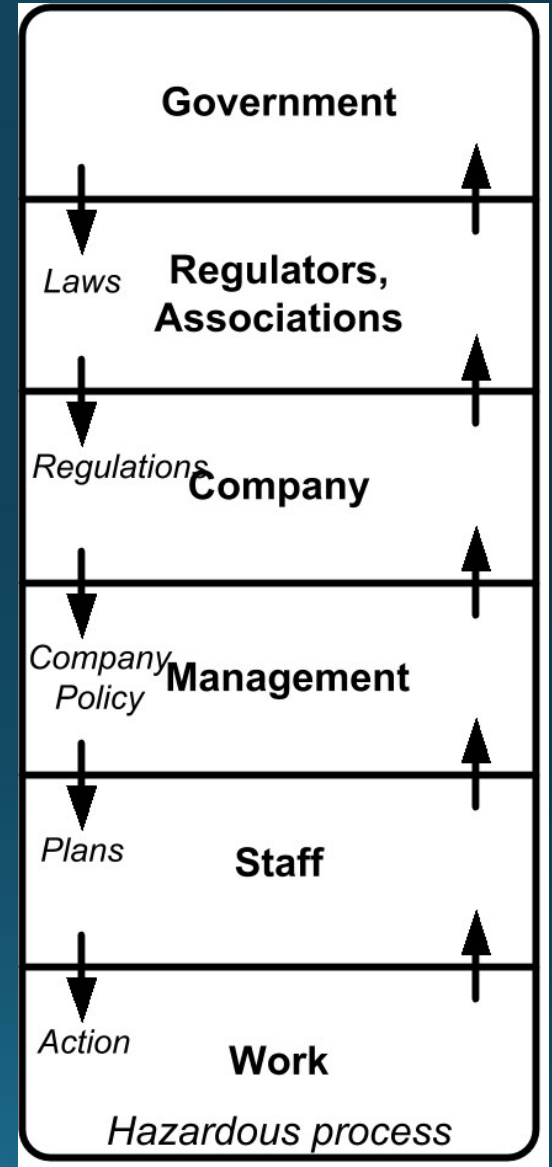 Government
Laws
Regulators,
Associations
Regulations
Company
Company
Policy
Management
Plans
Staff
Action
Work
Hazardous process